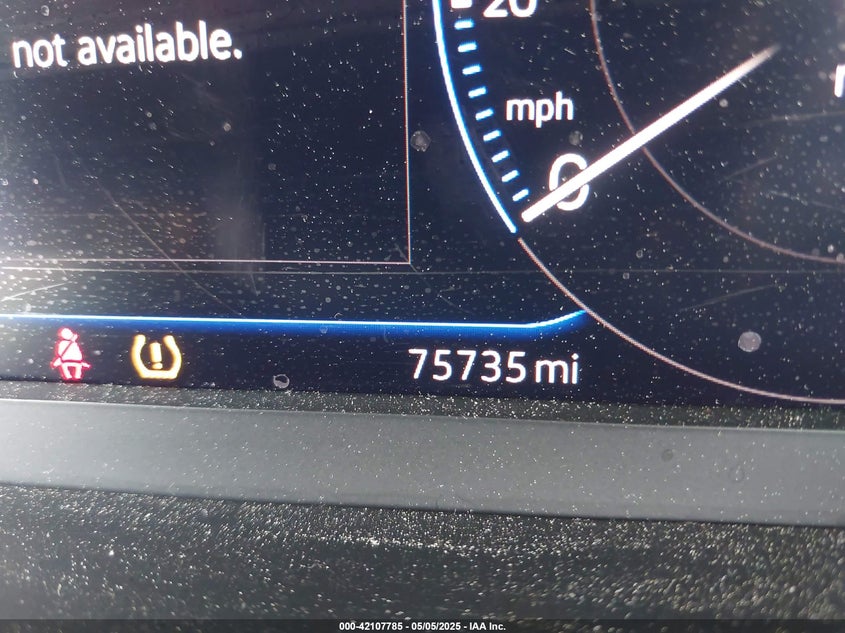 not available.
20
mph
0
75735 mi
000-42107785 - 05/05/2025 - IAA Inc.